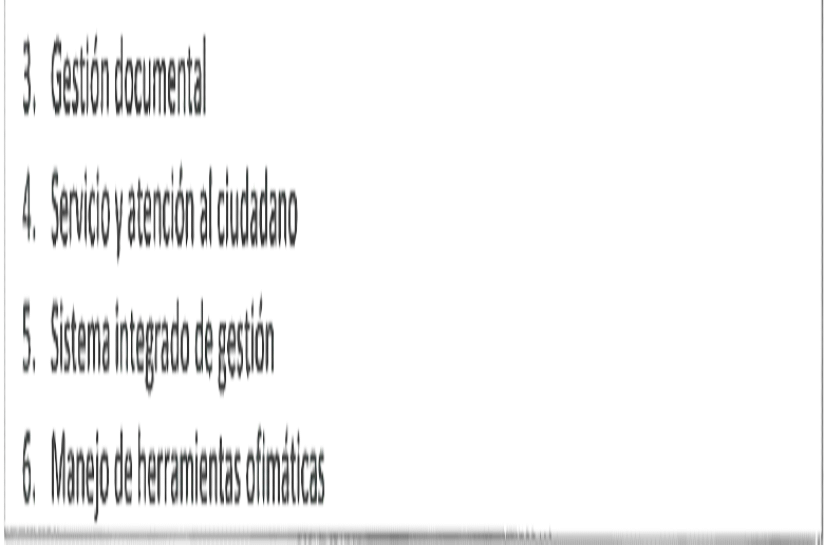 3. Gestión documental
4. Servicio y atención al ciudadano
5. Sistema integrado de gestión
6. Manejo de herramientas ofimáticas